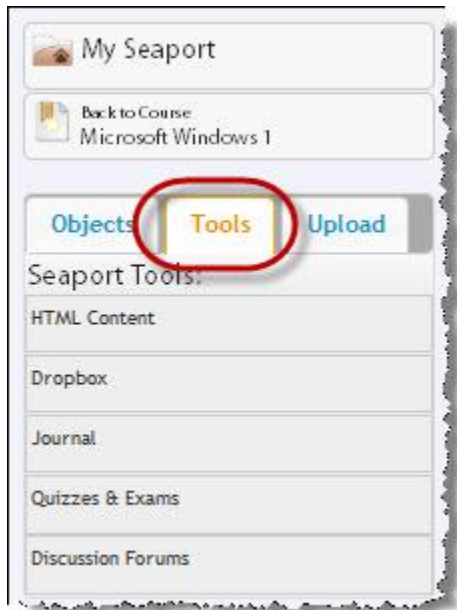 My Seaport
Back to Course
Microsoft Windows 1
Objects Tools Upload
Seaport Tools:
HTML Content
Dropbox
Journal
Quizzes & Exams
Discussion Forums